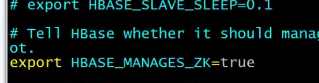 # export HBASE_SLAVE_SLEEP=0.1
# Tell HBase whether it should manag
ot.
export HBASE_MANAGES_ZK=true